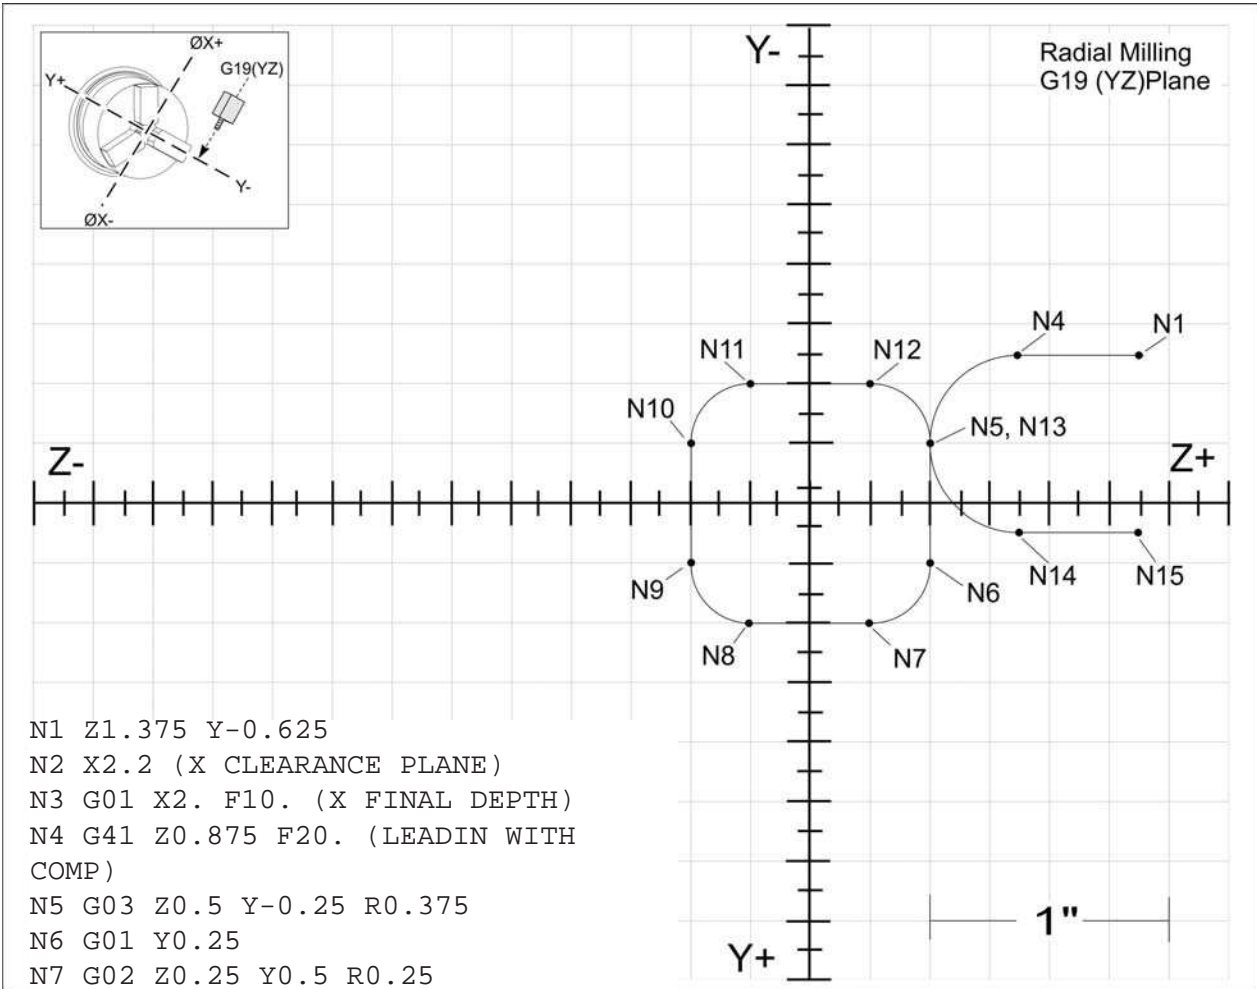 ØX+
Y+
G19(YZ)
Y-
ØX-
Y-
Radial Milling
G19 (YZ)Plane
N4
N1
N11
N12
N10
N5, N13
Z-
Z+
N9
N6
N14
N15
N8
N7
N1 Z1.375 Y-0.625
N2 X2.2 (X CLEARANCE PLANE)
N3 G01 X2. F10. (X FINAL DEPTH)
N4 G41 Z0.875 F20. (LEADIN WITH
COMP)
N5 G03 Z0.5 Y-0.25 R0.375
N6 G01 Y0.25
N7 G02 Z0.25 Y0.5 R0.25
1"
Y+